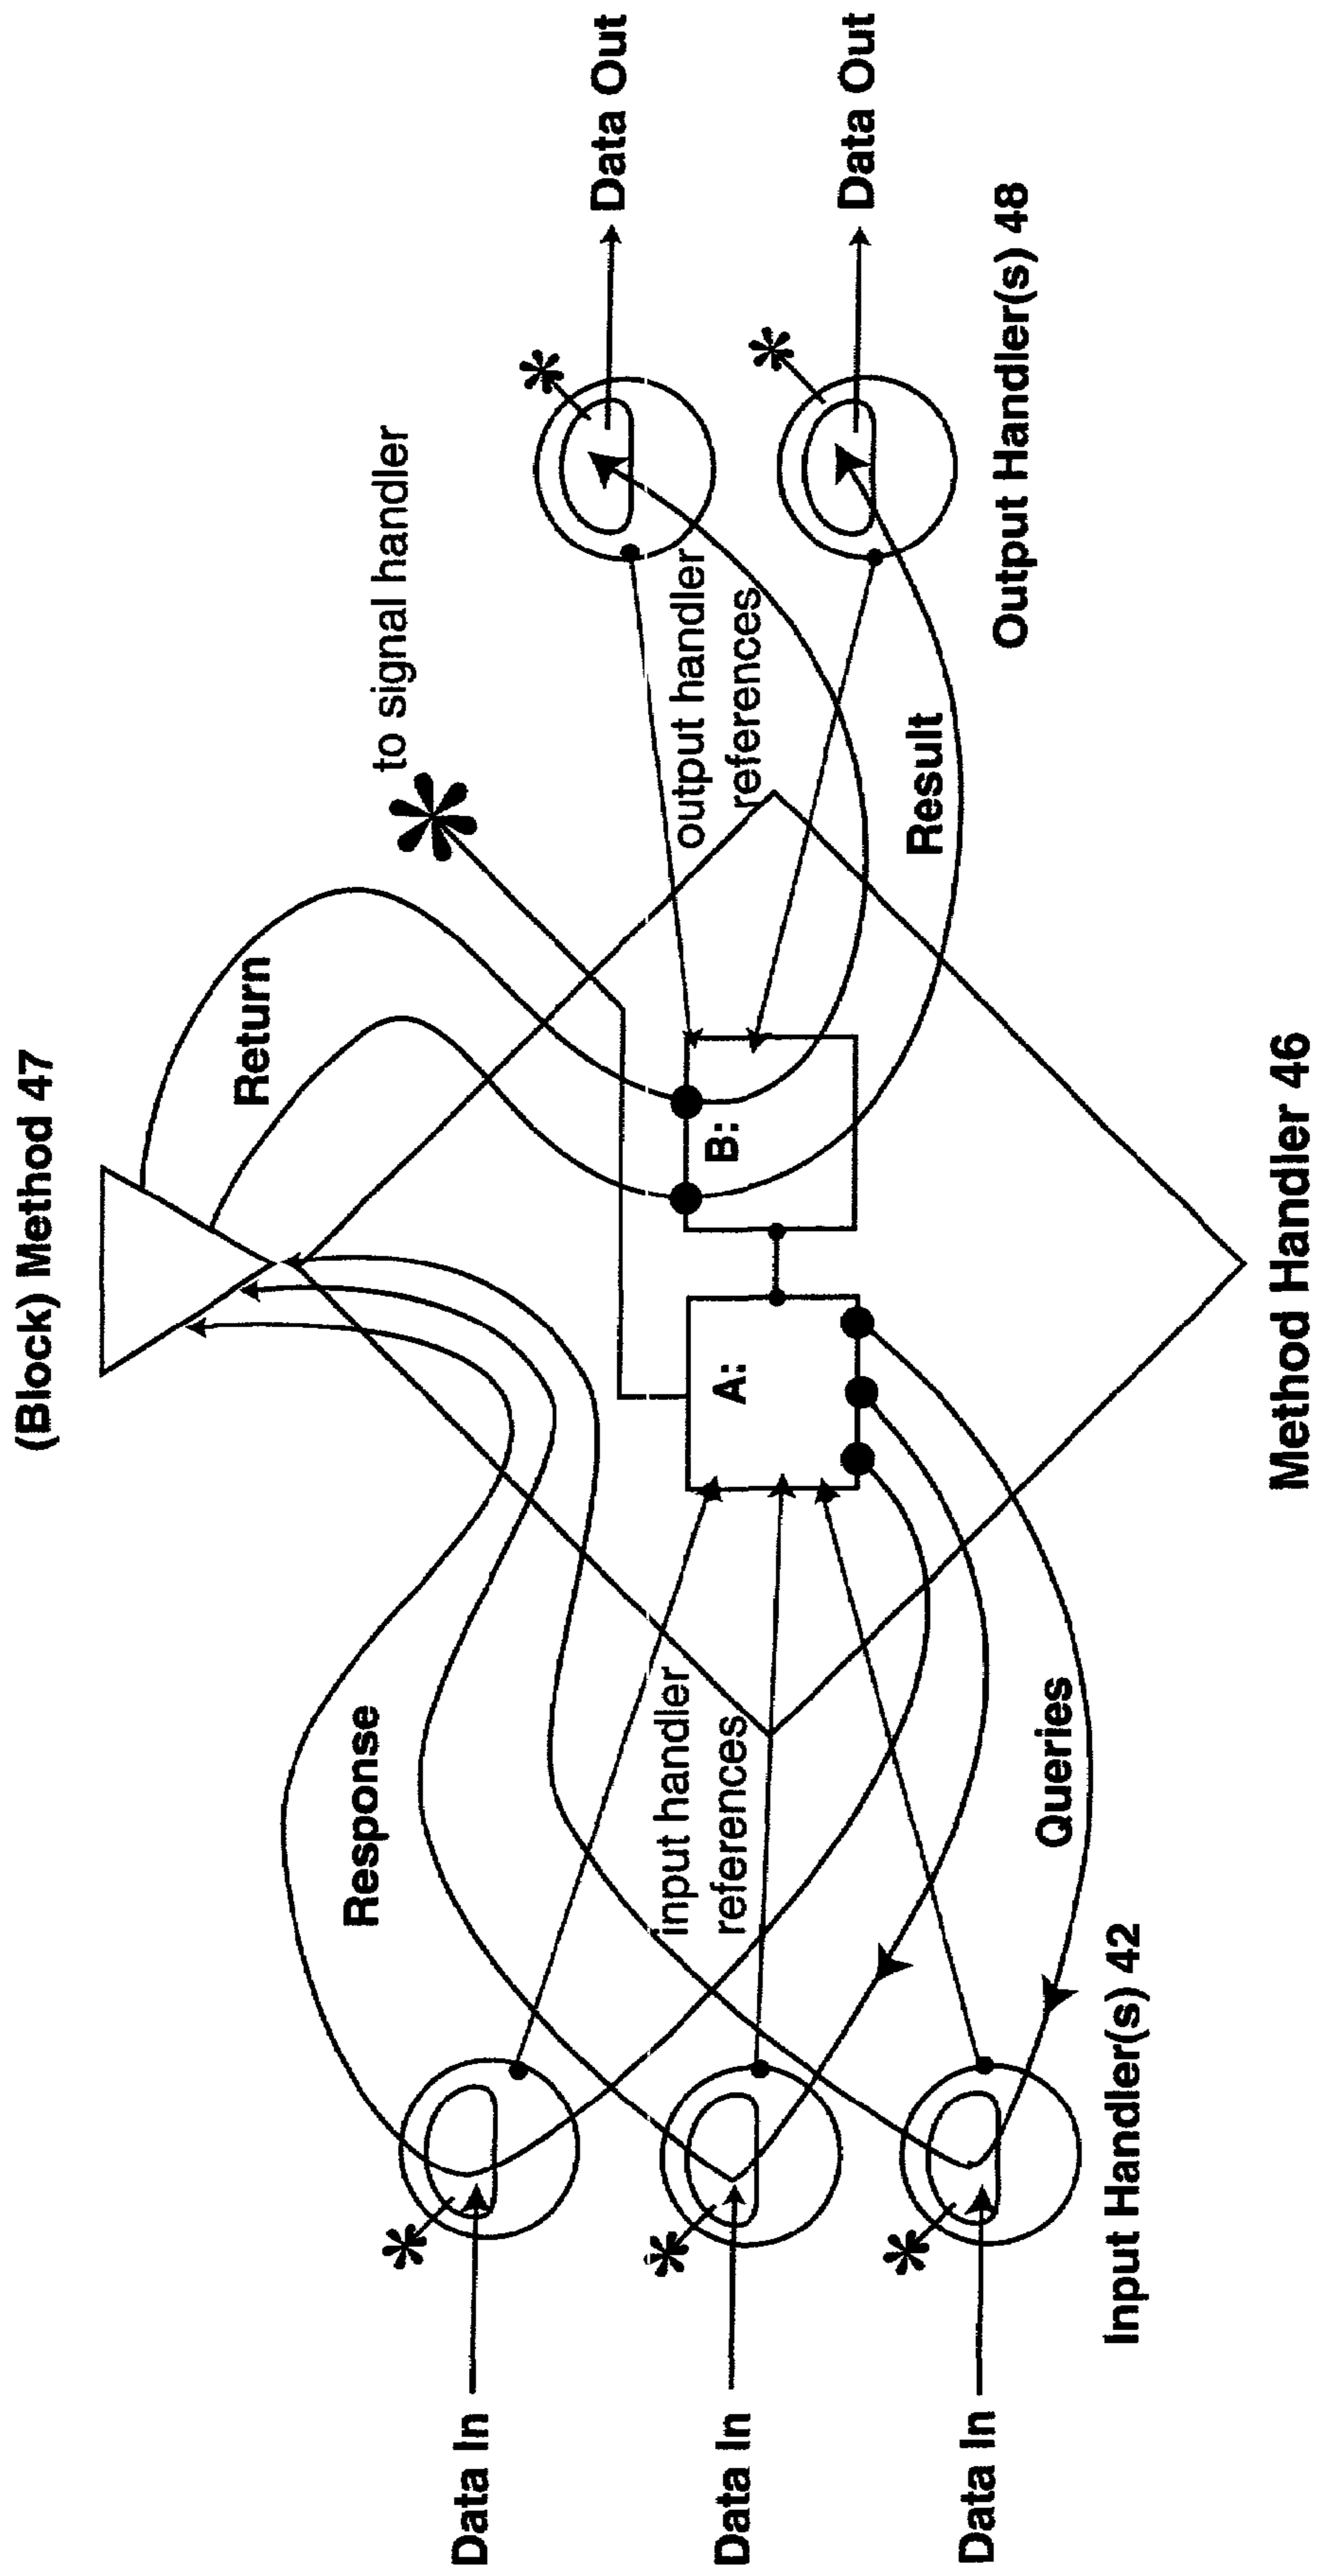 (Block) Method 47
Return
to signal handler
Response
Data In
Data In
Data In
input handler
references
A:
B:
output handler
references
Data Out
Data Out
Result
Queries
Input Handler(s) 42
Output Handler(s) 48
Method Handler 46
*
*
*
*
*
*